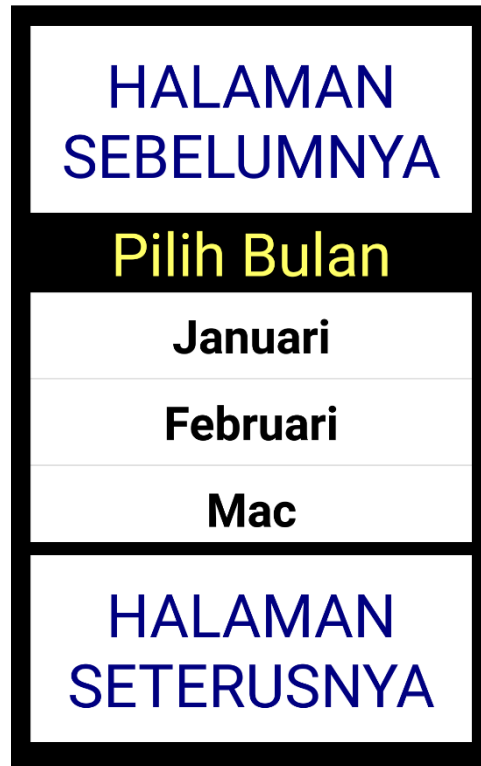 HALAMAN
SEBELUMNYA
Pilih Bulan
Januari
Februari
Mac
HALAMAN
SETERUSNYA